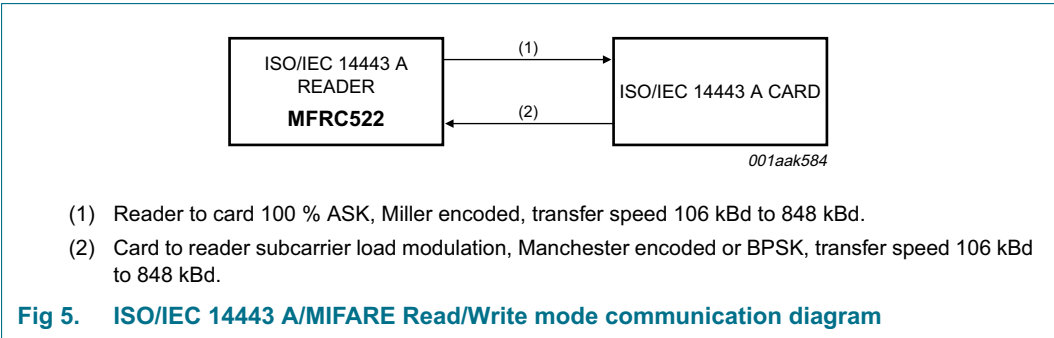 ISO/IEC 14443 A
READER
MFRC522
(1)
(2)
ISO/IEC 14443 A CARD
001aak584
(1) Reader to card 100 % ASK, Miller encoded, transfer speed 106 kBd to 848 kBd.
(2) Card to reader subcarrier load modulation, Manchester encoded or BPSK, transfer speed 106 kBd
to 848 kBd.
Fig 5. ISO/IEC 14443 A/MIFARE Read/Write mode communication diagram